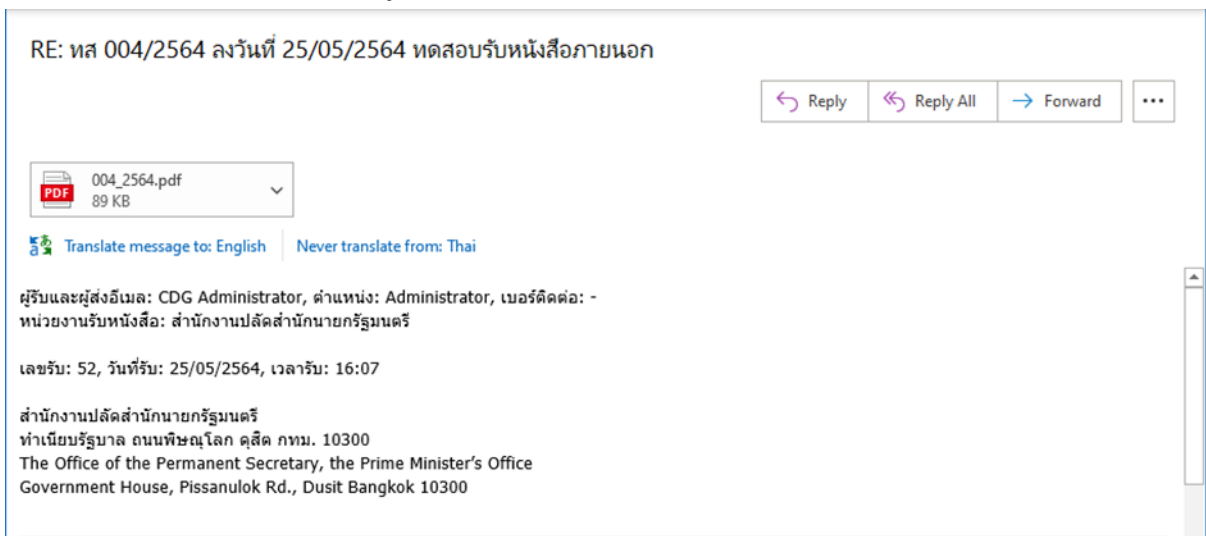 RE: ทส 004/2564 ลงวันที่ 25/05/2564 ทดสอบรับหนังสือภายนอก
Reply
Reply All
Forward
PDF
004_2564.pdf
89 KB
Translate message to: English
Never translate from: Thai
ผู้รับและผู้ส่งอีเมล: CDG Administrator, ตำแหน่ง: Administrator, เบอร์ติดต่อ: -
หน่วยงานรับหนังสือ: สำนักงานปลัดสำนักนายกรัฐมนตรี
เลขรับ: 52, วันที่รับ: 25/05/2564, เวลารับ: 16:07
สำนักงานปลัดสำนักนายกรัฐมนตรี
ทำเนียบรัฐบาล ถนนพิษณุโลก ดุสิต กทม. 10300
The Office of the Permanent Secretary, the Prime Minister’s Office
Government House, Pissanulok Rd., Dusit Bangkok 10300